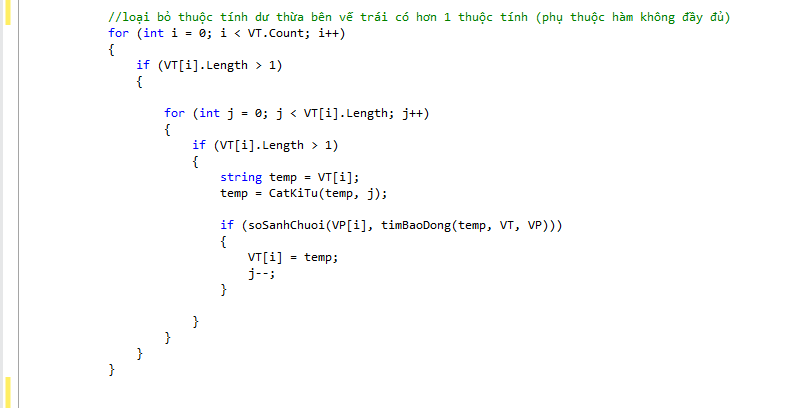 //loại bỏ thuộc tính dư thừa bên vế trái có hơn 1 thuộc tính (phụ thuộc hàm không đầy đủ)
for (int i = 0; i < VT.Count; i++)
{
    if (VT[i].Length > 1)
    {

        for (int j = 0; j < VT[i].Length; j++)
        {
            if (VT[i].Length > 1)
            {
                string temp = VT[i];
                temp = CatKiTu(temp, j);

                if (soSanhChuoi(VP[i], timBaoDong(temp, VT, VP)))
                {
                    VT[i] = temp;
                    j--;
                }

            }
        }
    }
}